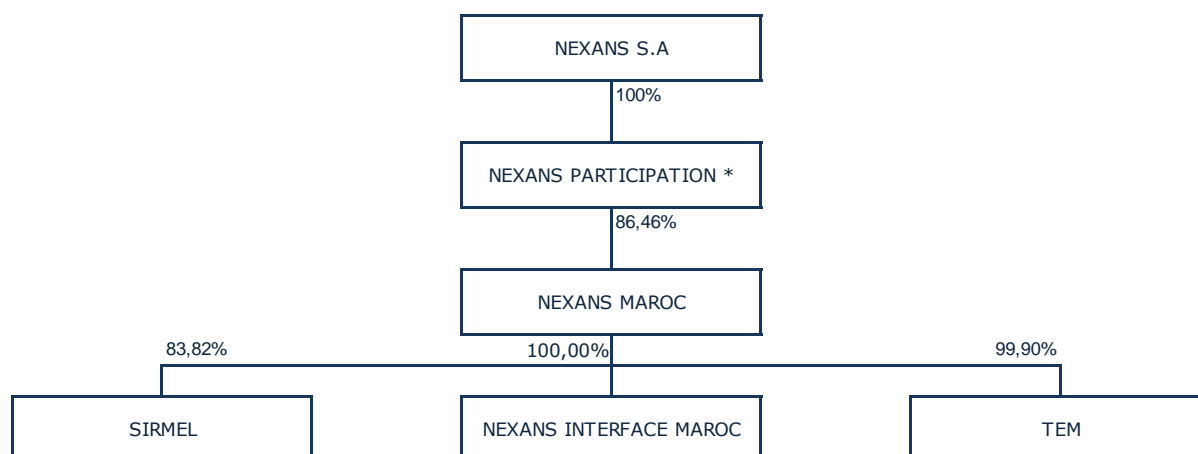 NEXANS S.A
100%
NEXANS PARTICIPATION *
86,46%
NEXANS MAROC
83,82%
100,00%
99,90%
SIRMEL
NEXANS INTERFACE MAROC
TEM